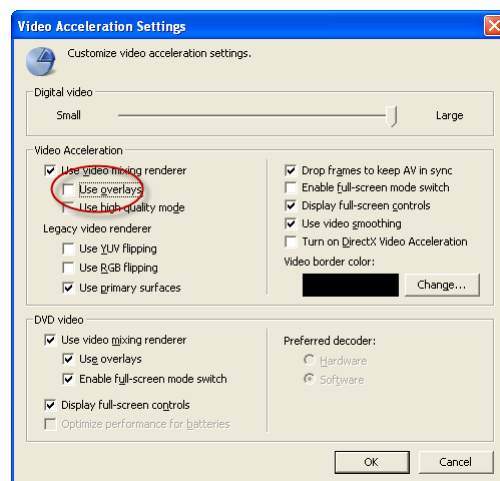 Video Acceleration Settings
Customize video acceleration settings.
Digital video
Small
Large
Video Acceleration
Use video mixing renderer
Use overlays
Use high quality mode
Legacy video renderer
Use YUV flipping
Use RGB flipping
Use primary surfaces
Drop frames to keep AV in sync
Enable full-screen mode switch
Display full-screen controls
Use video smoothing
Turn on DirectX Video Acceleration
Video border color:
Change...
DVD video
Use video mixing renderer
Use overlays
Enable full-screen mode switch
Display full-screen controls
Optimize performance for batteries
Preferred decoder:
Hardware
Software
OK
Cancel